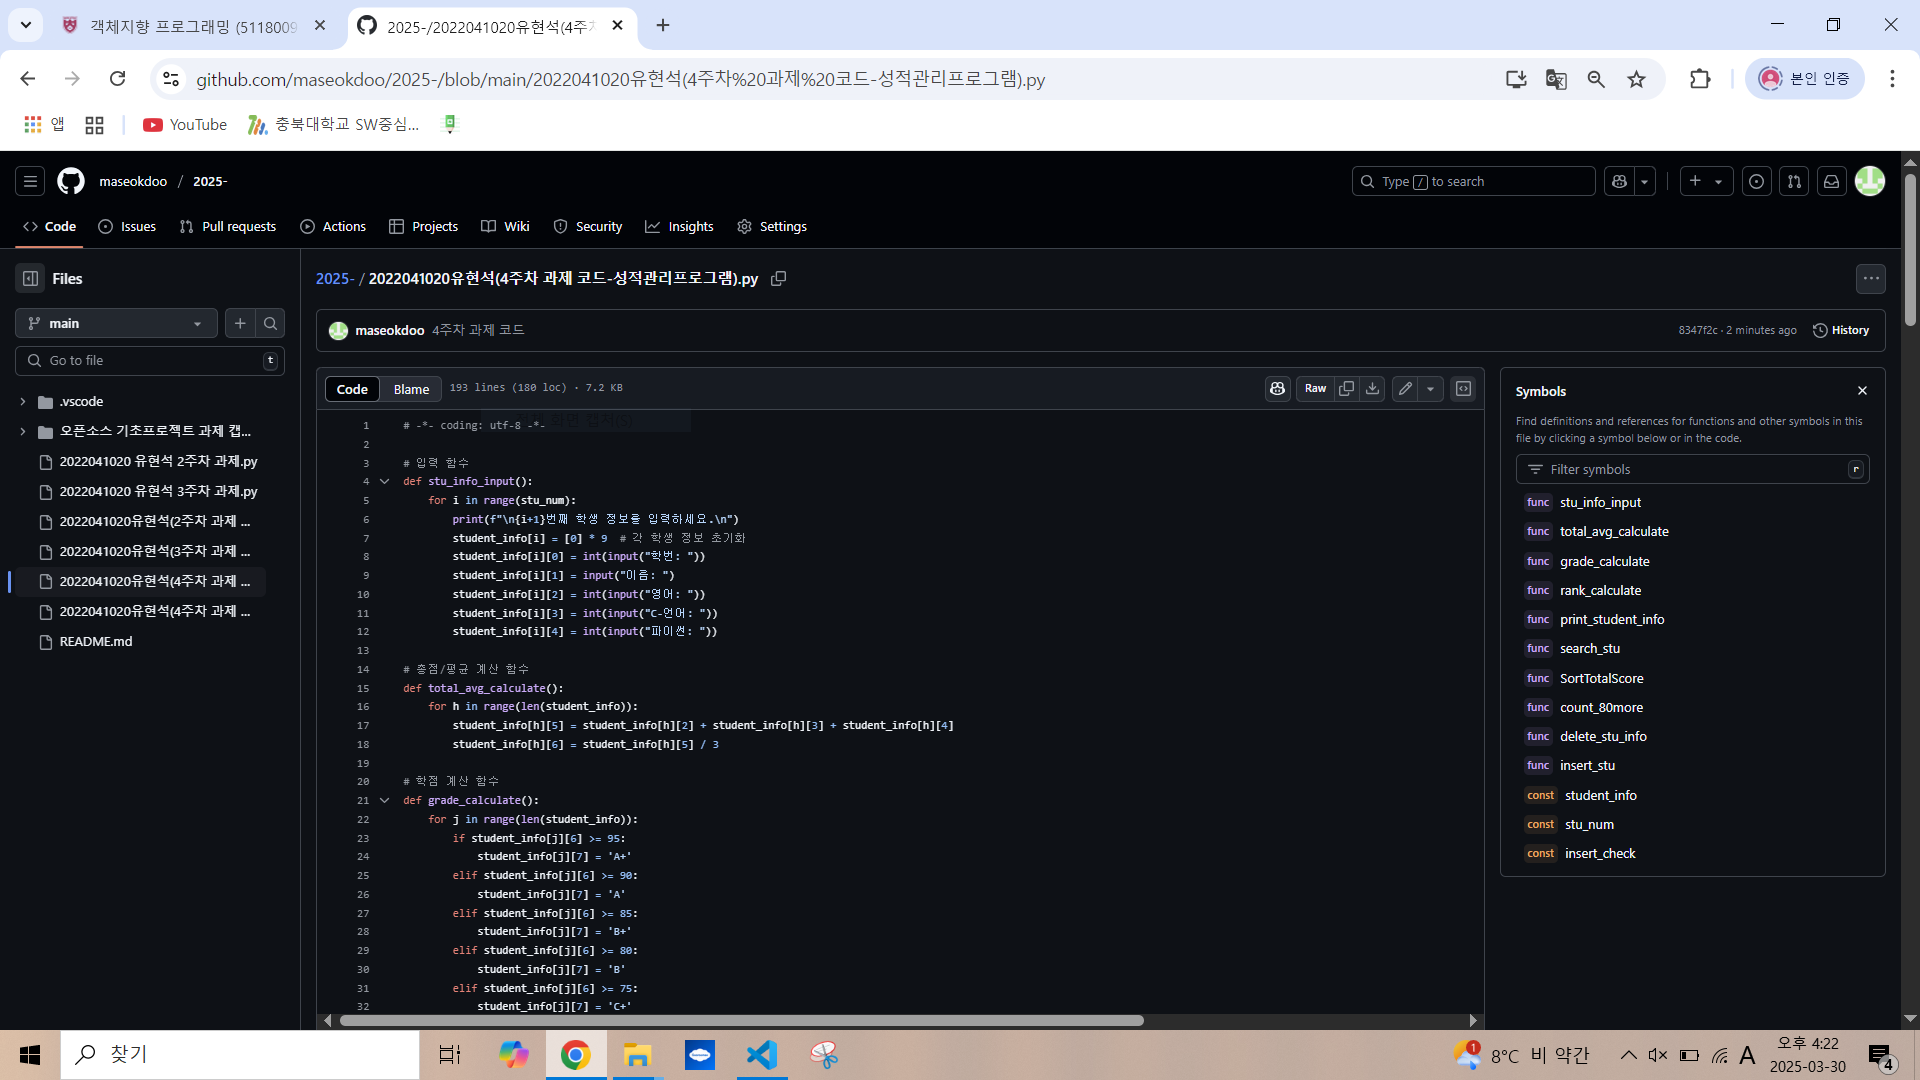 객체지향 프로그래밍 (5118009
2025-/2022041020유현석(4주차
github.com/maseokdoo/2025-/blob/main/2022041020유현석(4주차%20과제%20코드-성적관리프로그램).py
본인 인증
앱
YouTube
충북대학교 SW중심...
maseokdoo / 2025-
Type / to search
Code
Issues
Pull requests
Actions
Projects
Wiki
Security
Insights
Settings
Files
main
Go to file
t
.vscode
오픈소스 기초프로젝트 과제 캡...
2022041020 유현석 2주차 과제.py
2022041020 유현석 3주차 과제.py
2022041020유현석(2주차 과제 ...
2022041020유현석(3주차 과제 ...
2022041020유현석(4주차 과제 ...
2022041020유현석(4주차 과제 ...
README.md
2025- / 2022041020유현석(4주차 과제 코드-성적관리프로그램).py
maseokdoo 4주차 과제 코드
8347f2c · 2 minutes ago
History
Code
Blame
193 lines (180 loc) · 7.2 KB
Raw
1 # -*- coding: utf-8 -*-
2
3 # 입력 함수
4 def stu_info_input():
5 for i in range(stu_num):
6 print(f"\n{i+1}번째 학생 정보를 입력하세요.\n")
7 student_info[i] = [0] * 9 # 각 학생 정보 초기화
8 student_info[i][0] = int(input("학번: "))
9 student_info[i][1] = input("이름: ")
10 student_info[i][2] = int(input("영어: "))
11 student_info[i][3] = int(input("C-언어: "))
12 student_info[i][4] = int(input("파이썬: "))
13
14 # 총점/평균 계산 함수
15 def total_avg_calculate():
16 for h in range(len(student_info)):
17 student_info[h][5] = student_info[h][2] + student_info[h][3] + student_info[h][4]
18 student_info[h][6] = student_info[h][5] / 3
19
20 # 학점 계산 함수
21 def grade_calculate():
22 for j in range(len(student_info)):
23 if student_info[j][6] >= 95:
24 student_info[j][7] = 'A+'
25 elif student_info[j][6] >= 90:
26 student_info[j][7] = 'A'
27 elif student_info[j][6] >= 85:
28 student_info[j][7] = 'B+'
29 elif student_info[j][6] >= 80:
30 student_info[j][7] = 'B'
31 elif student_info[j][6] >= 75:
32 student_info[j][7] = 'C+'
Symbols
Find definitions and references for functions and other symbols in this
file by clicking a symbol below or in the code.
Filter symbols
r
func stu_info_input
func total_avg_calculate
func grade_calculate
func rank_calculate
func print_student_info
func search_stu
func SortTotalScore
func count_80more
func delete_stu_info
func insert_stu
const student_info
const stu_num
const insert_check
찾기
1
8°C 비 약간
A
오후 4:22
2025-03-30
4